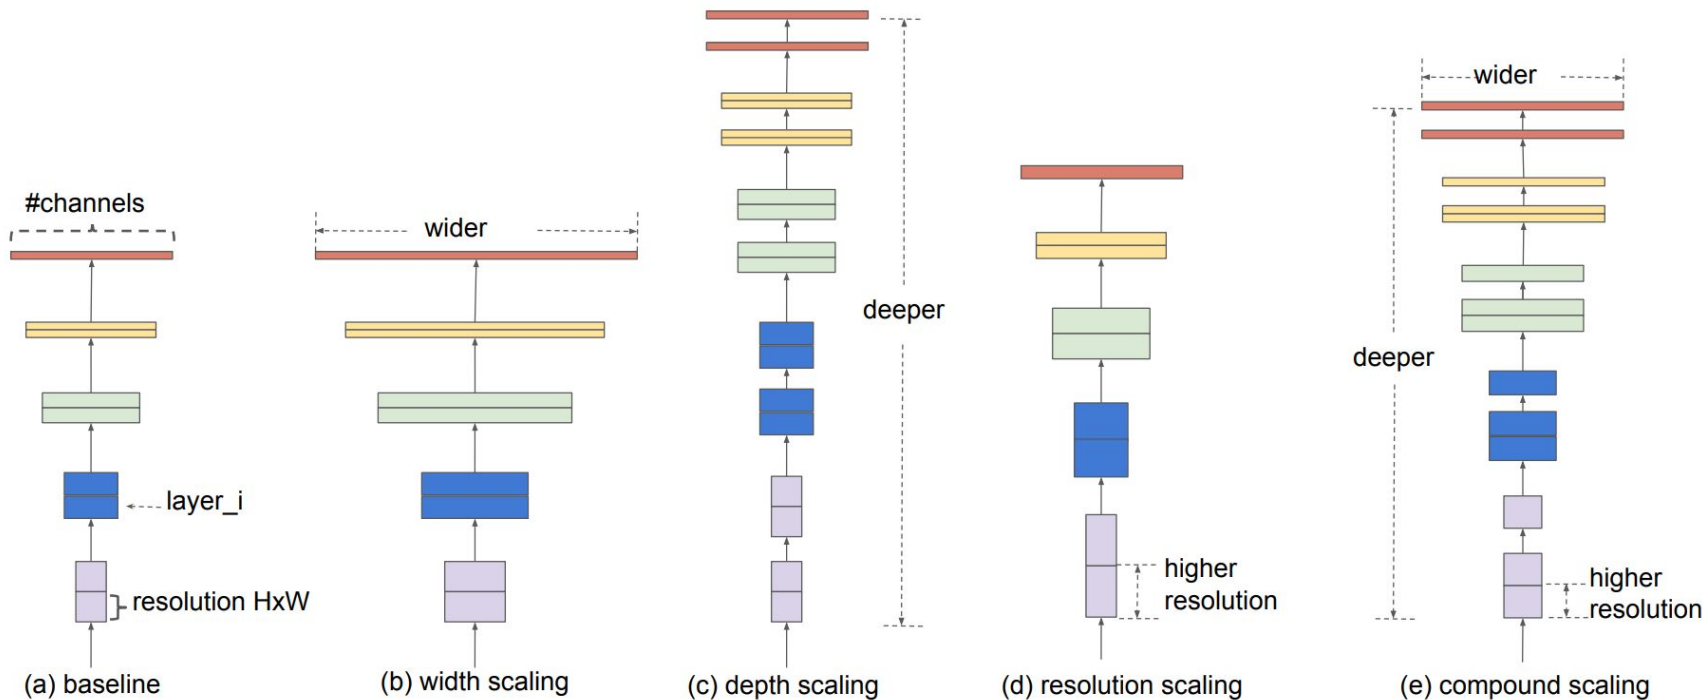 #channels
layer_i
resolution HxW
(a) baseline
wider
(b) width scaling
deeper
(c) depth scaling
higher
resolution
(d) resolution scaling
wider
deeper
higher
resolution
(e) compound scaling